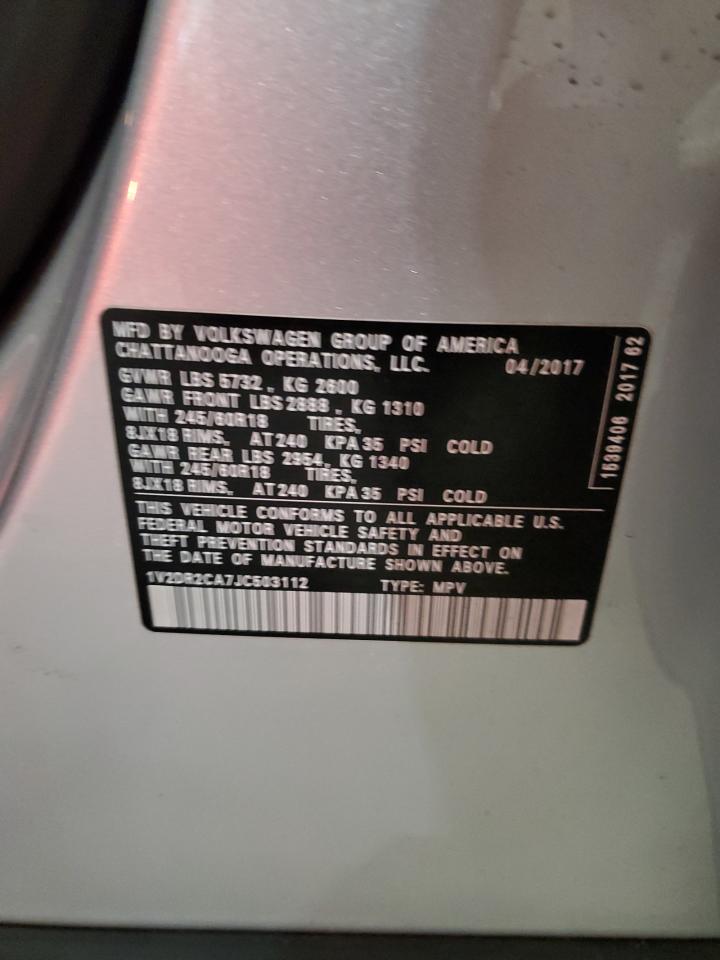 MFD BY VOLKSWAGEN GROUP OF AMERICA
CHATTANOOGA OPERATIONS, LLC. 04/2017
GVWR LBS 5732 , KG 2600
GAWR FRONT LBS 2888 , KG 1310
WITH 245/60R18 TIRES,
8JX18 RIMS, AT 240 KPA 35 PSI COLD
GAWR REAR LBS 2954, KG 1340
WITH 245/60R18 TIRES,
8JX18 RIMS, AT 240 KPA 35 PSI COLD
THIS VEHICLE CONFORMS TO ALL APPLICABLE U.S.
FEDERAL MOTOR VEHICLE SAFETY AND
THEFT PREVENTION STANDARDS IN EFFECT ON
THE DATE OF MANUFACTURE SHOWN ABOVE.
1V2DR2CA7JC503112 TYPE: MPV
1539406 2017 62